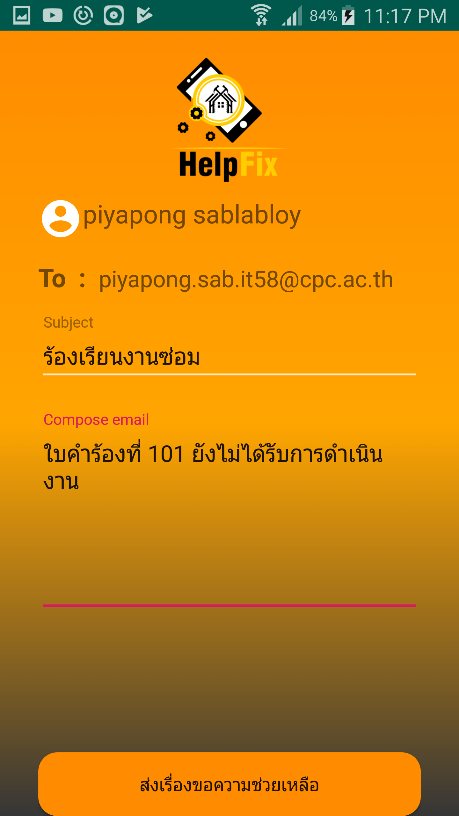 84% 11:17 PM
HelpFix
piyapong sablabloy
To : piyapong.sab.it58@cpc.ac.th
Subject
ร้องเรียนงานซ่อม
Compose email
ใบคำร้องที่ 101 ยังไม่ได้รับการดำเนิน
งาน
ส่งเรื่องขอความช่วยเหลือ